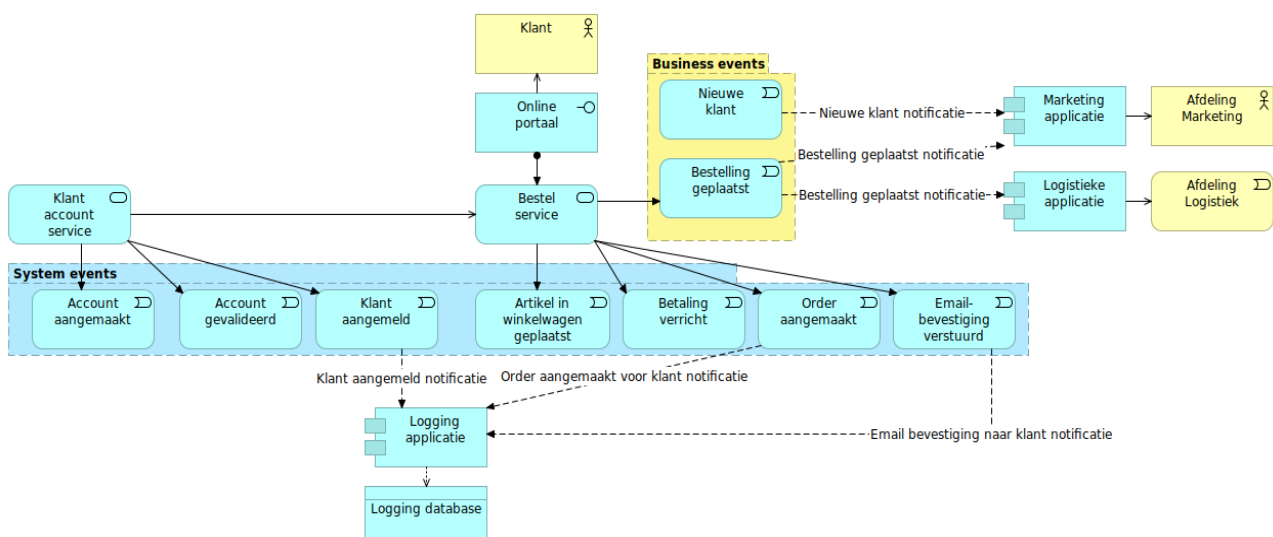 Klant
Business events
Nieuwe
klant
Online
portaal
Marketing
applicatie
Afdeling
Marketing
Nieuwe klant notificatie
Bestelling geplaatst notificatie
Bestelling
geplaatst
Bestelling geplaatst notificatie
Logistieke
applicatie
Afdeling
Logistiek
Klant
account
service
Bestel
service
System events
Account
aangemaakt
Account
gevalideerd
Klant
aangemeld
Artikel in
winkelwagen
geplaatst
Betaling
verricht
Order
aangemaakt
Email-
bevestiging
verstuurd
Klant aangemeld notificatie
Order aangemaakt voor klant notificatie
Logging
applicatie
Email bevestiging naar klant notificatie
Logging database